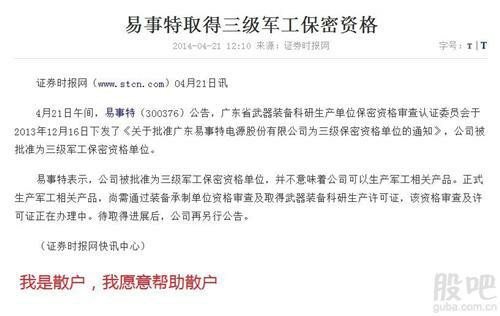 易事特取得三级军工保密资格
2014-04-21 12:10 来源：证券时报网 字号：T | T
证券时报网（www.stcn.com）04月21日讯
4月21日午间，易事特（300376）公告，广东省武器装备科研生产单位保密资格审查认证委员会于
2013年12月16日下发了《关于批准广东易事特电源股份有限公司为三级保密资格单位的通知》，公司被
批准为三级军工保密资格单位。
易事特表示，公司被批准为三级军工保密资格单位，并不意味着公司可以生产军工相关产品。正式
生产军工相关产品，尚需通过装备承制单位资格审查及取得武器装备科研生产许可证，该资格审查及许
可证正在办理中。待取得进展后，公司再另行公告。
（证券时报网快讯中心）
我是散户，我愿意帮助散户
股吧
guba.com.cn